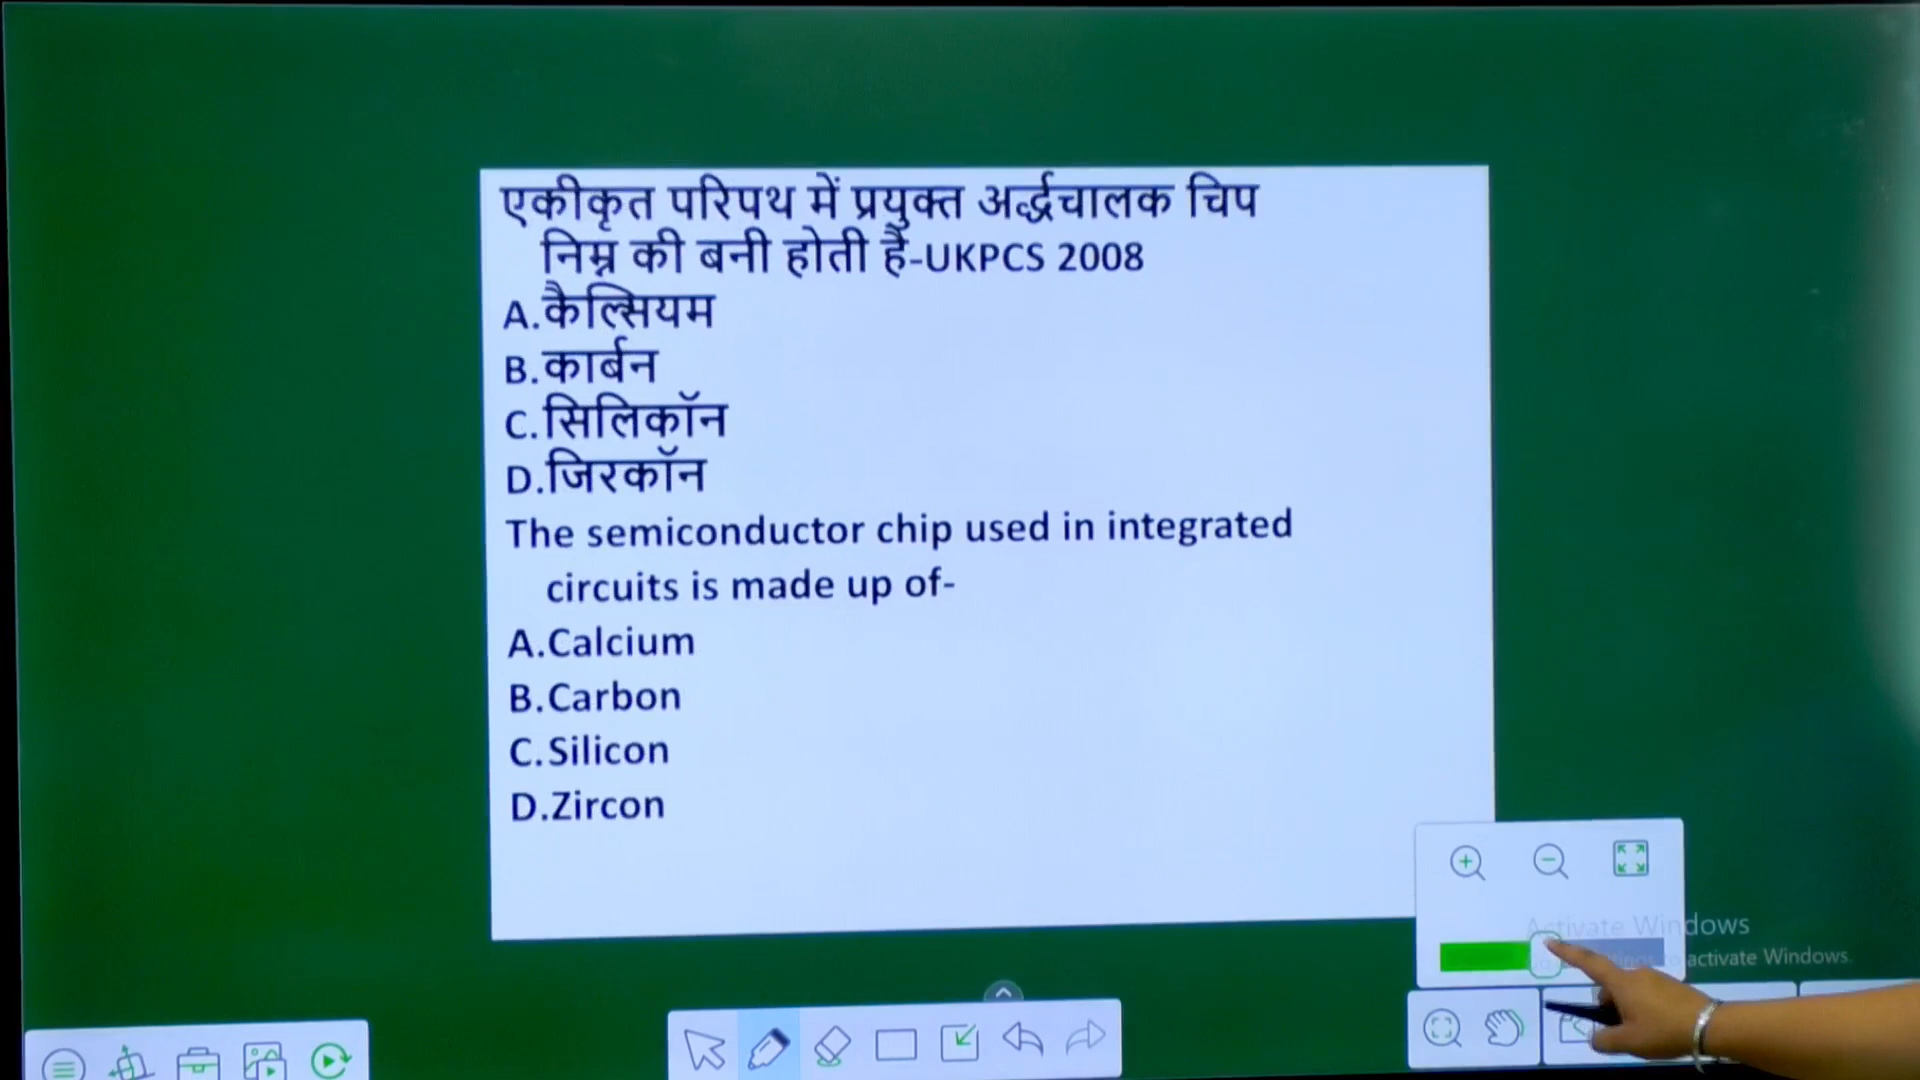 एकीकृत परिपथ में प्रयुक्त अर्द्धचालक चिप
निम्न की बनी होती है-UKPCS 2008
A.कैल्सियम
B.कार्बन
C.सिलिकॉन
D.जिरकॉन
The semiconductor chip used in integrated
circuits is made up of-
A.Calcium
B.Carbon
C.Silicon
D.Zircon
Activate Windows
activate Windows.